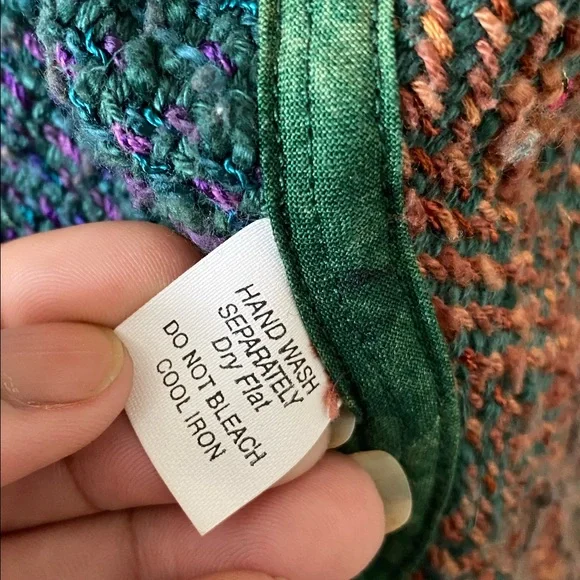 HAND WASH
SEPARATELY
Dry Flat
DO NOT BLEACH
COOL IRON